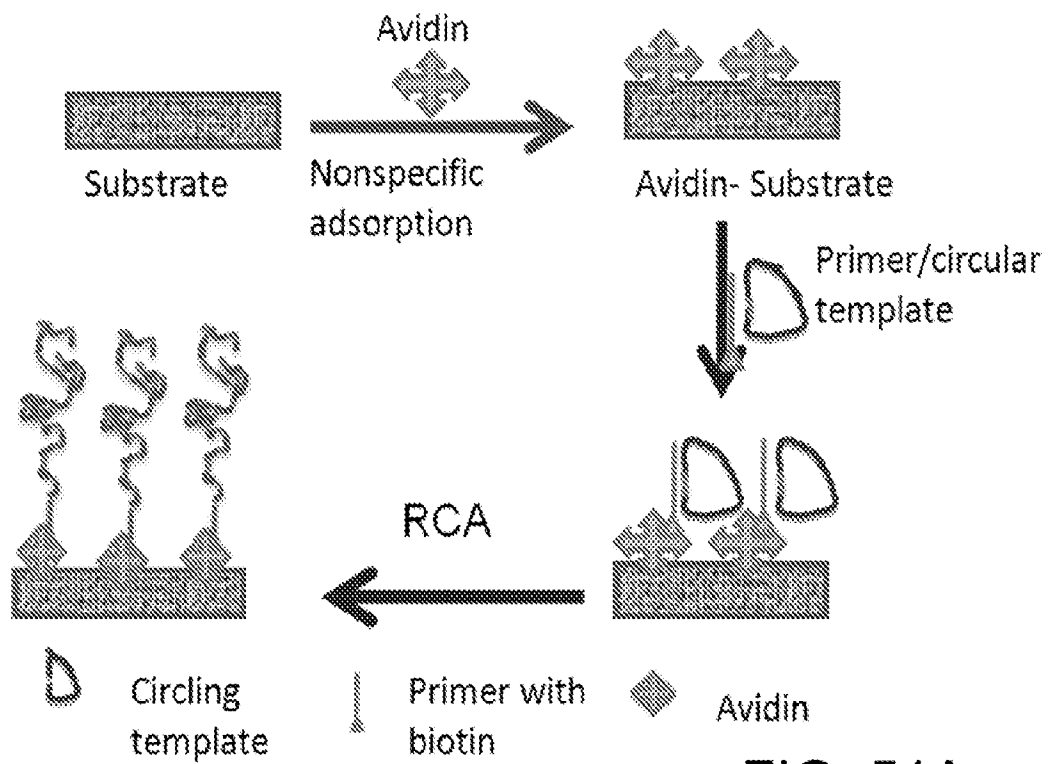 Avidin
Substrate
Nonspecific
adsorption
Avidin- Substrate
Primer/circular
template
RCA
Circling
template
Primer with
biotin
Avidin